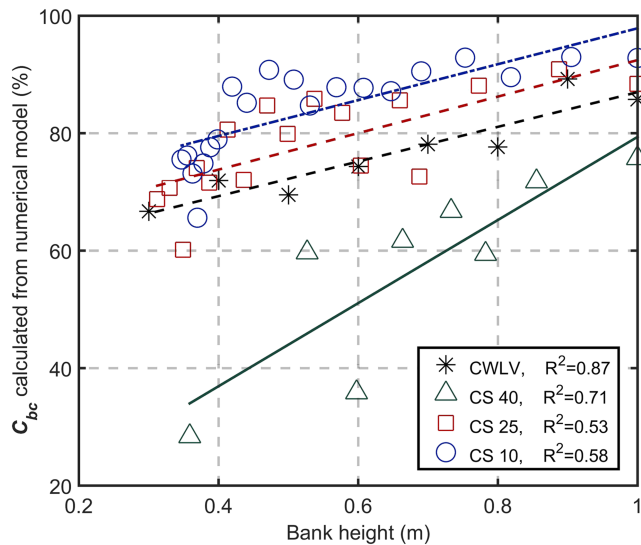 100
80
60
40
20
C_bc calculated from numerical model (%)
CWLV, R²=0.87
CS 40, R²=0.71
CS 25, R²=0.53
CS 10, R²=0.58
0.2 0.4 0.6 0.8 1
Bank height (m)